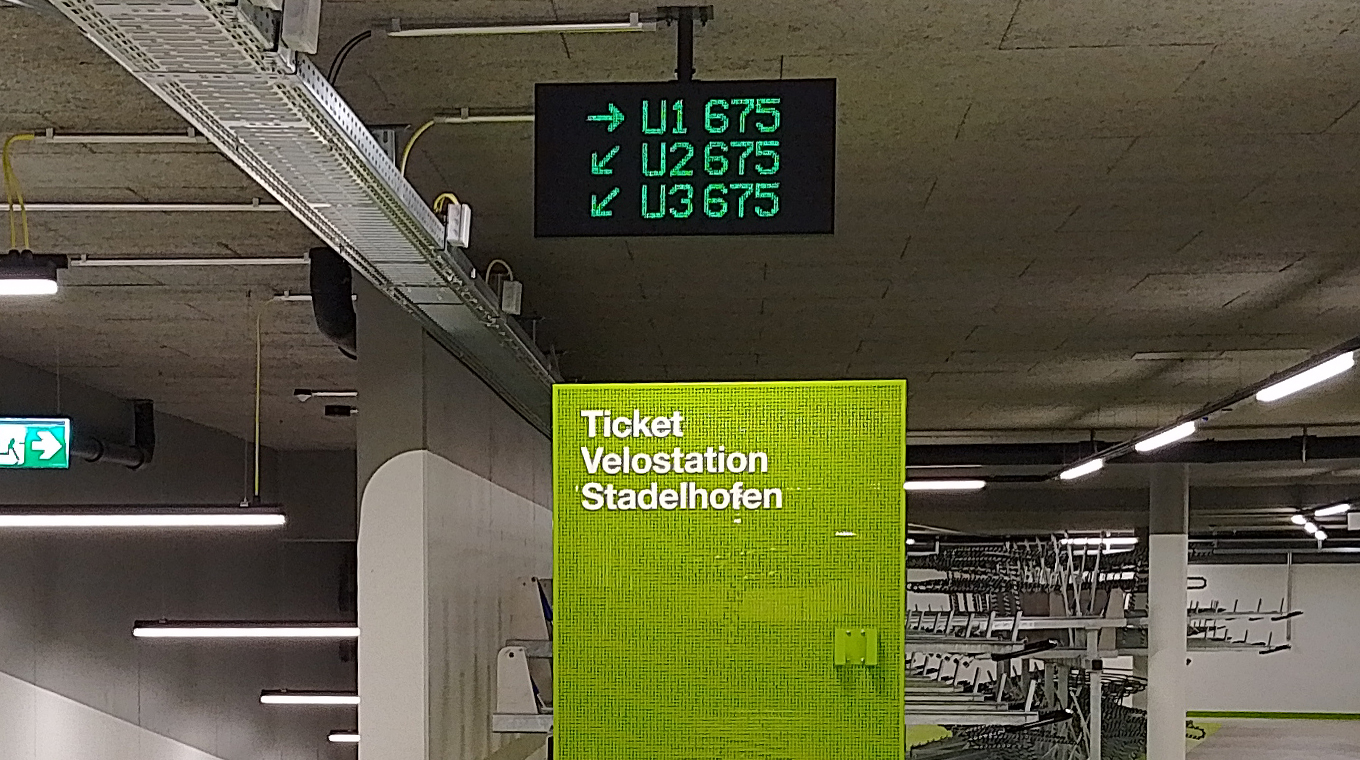 → U1 675
↙ U2 675
↙ U3 675
Ticket
Velostation
Stadelhofen